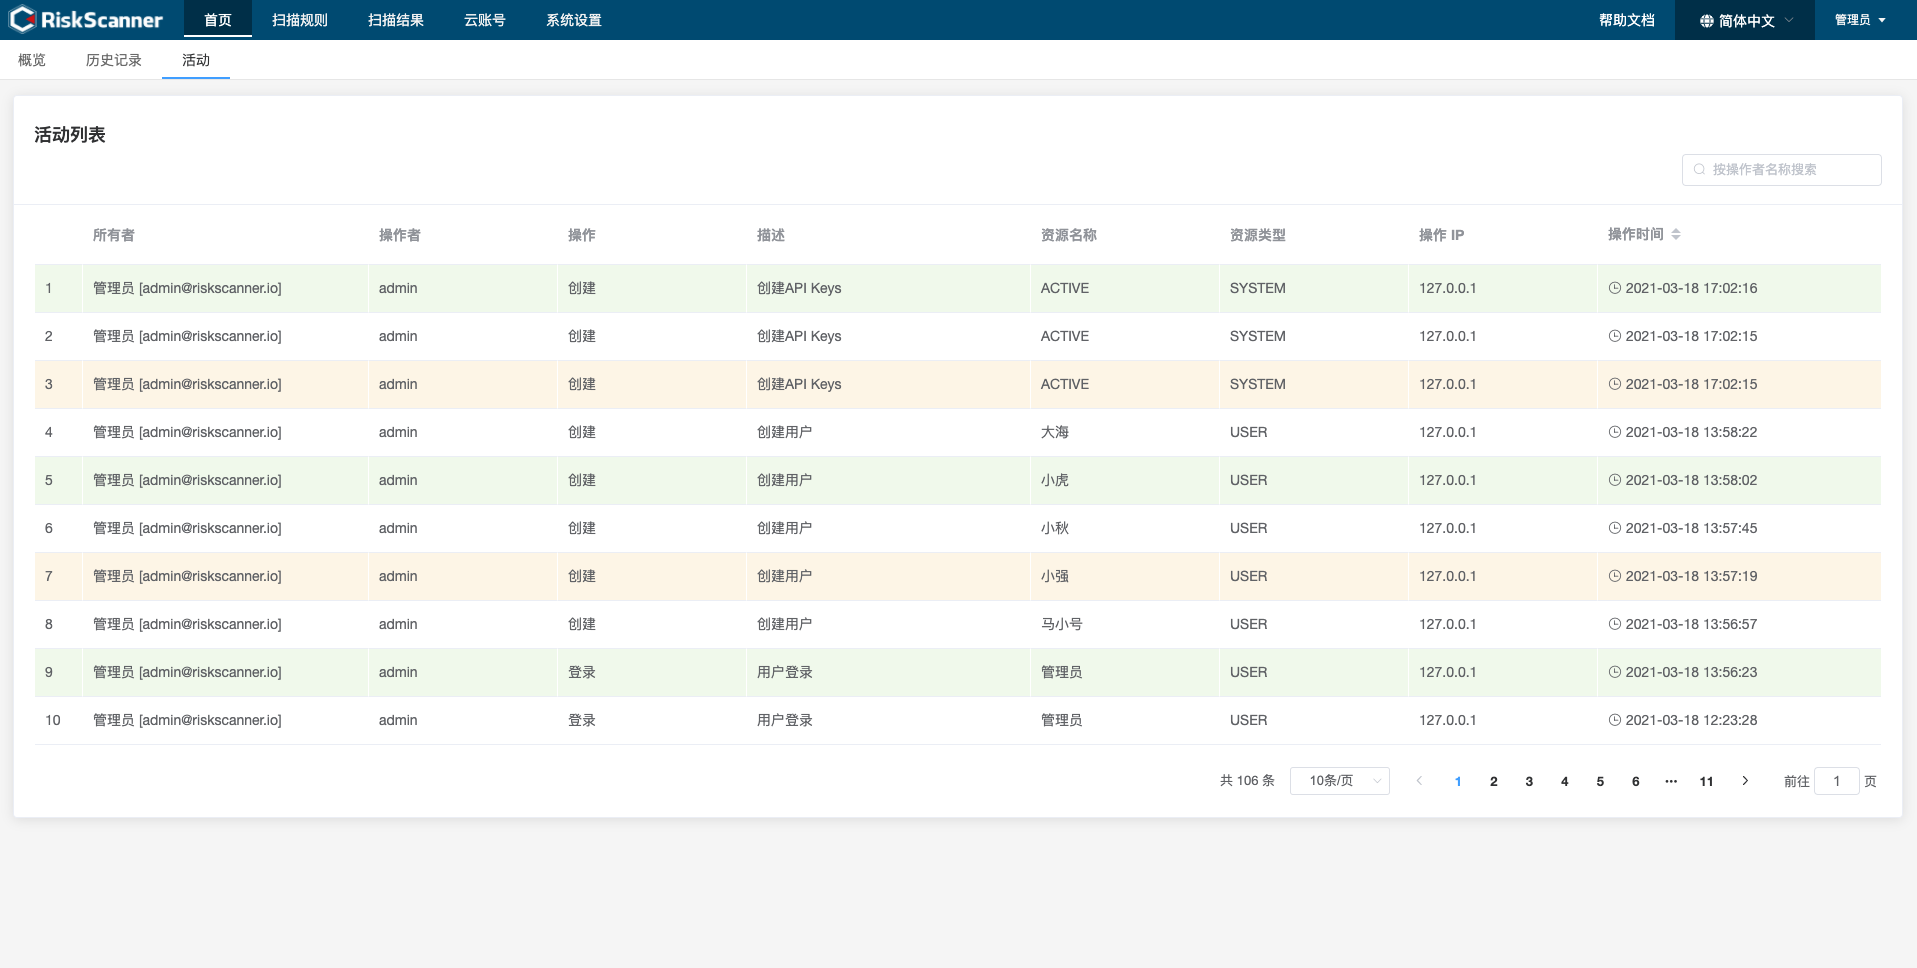 RiskScanner 首页 扫描规则 扫描结果 云账号 系统设置 帮助文档 简体中文 管理员
概览 历史记录 活动
活动列表
按操作者名称搜索
所有者 操作者 操作 描述 资源名称 资源类型 操作 IP 操作时间
1 管理员 [admin@riskscanner.io] admin 创建 创建API Keys ACTIVE SYSTEM 127.0.0.1 2021-03-18 17:02:16
2 管理员 [admin@riskscanner.io] admin 创建 创建API Keys ACTIVE SYSTEM 127.0.0.1 2021-03-18 17:02:15
3 管理员 [admin@riskscanner.io] admin 创建 创建API Keys ACTIVE SYSTEM 127.0.0.1 2021-03-18 17:02:15
4 管理员 [admin@riskscanner.io] admin 创建 创建用户 大海 USER 127.0.0.1 2021-03-18 13:58:22
5 管理员 [admin@riskscanner.io] admin 创建 创建用户 小虎 USER 127.0.0.1 2021-03-18 13:58:02
6 管理员 [admin@riskscanner.io] admin 创建 创建用户 小秋 USER 127.0.0.1 2021-03-18 13:57:45
7 管理员 [admin@riskscanner.io] admin 创建 创建用户 小强 USER 127.0.0.1 2021-03-18 13:57:19
8 管理员 [admin@riskscanner.io] admin 创建 创建用户 马小号 USER 127.0.0.1 2021-03-18 13:56:57
9 管理员 [admin@riskscanner.io] admin 登录 用户登录 管理员 USER 127.0.0.1 2021-03-18 13:56:23
10 管理员 [admin@riskscanner.io] admin 登录 用户登录 管理员 USER 127.0.0.1 2021-03-18 12:23:28
共 106 条 10条/页 1 2 3 4 5 6 ··· 11 前往 1 页